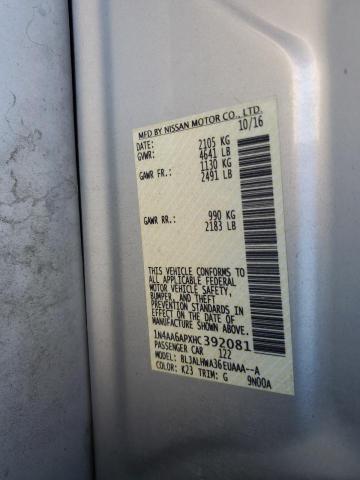 MFD BY NISSAN MOTOR CO., LTD.
DATE: 10/16
GVWR: 2105 KG
4641 LB
GAWR FR.: 1130 KG
2491 LB
GAWR RR.: 990 KG
2183 LB
THIS VEHICLE CONFORMS TO
ALL APPLICABLE FEDERAL
MOTOR VEHICLE SAFETY,
BUMPER, AND THEFT
PREVENTION STANDARDS IN
EFFECT ON THE DATE OF
MANUFACTURE SHOWN ABOVE.
1N4AA6APXHC392081
PASSENGER CAR 122
MODEL: BLJALHWA36EUAAA--A
COLOR: K23 TRIM: G 9N00A